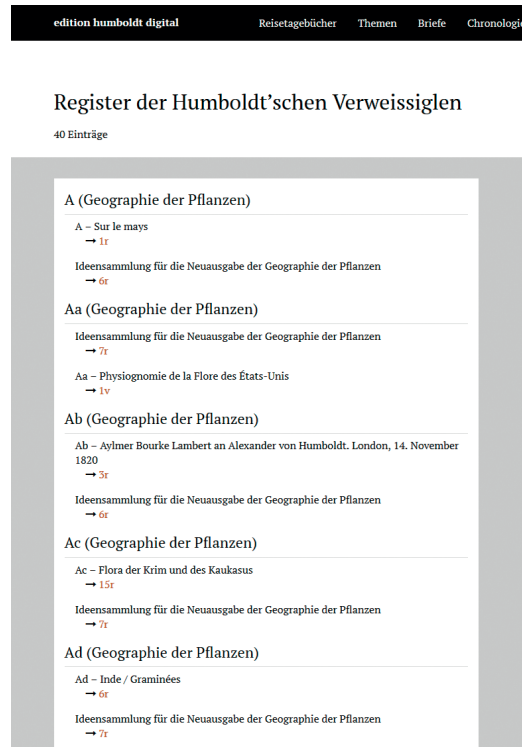 edition humboldt digital
Reisetagebücher Themen Briefe Chronologie
Register der Humboldt’schen Verweissiglen
40 Einträge
A (Geographie der Pflanzen)
A – Sur le mays
→ 1r
Ideensammlung für die Neuausgabe der Geographie der Pflanzen
→ 6r
Aa (Geographie der Pflanzen)
Ideensammlung für die Neuausgabe der Geographie der Pflanzen
→ 7r
Aa – Physiognomie de la Flore des États-Unis
→ 1v
Ab (Geographie der Pflanzen)
Ab – Aylmer Bourke Lambert an Alexander von Humboldt. London, 14. November
1820
→ 3r
Ideensammlung für die Neuausgabe der Geographie der Pflanzen
→ 6r
Ac (Geographie der Pflanzen)
Ac – Flora der Krim und des Kaukasus
→ 15r
Ideensammlung für die Neuausgabe der Geographie der Pflanzen
→ 7r
Ad (Geographie der Pflanzen)
Ad – Inde / Graminées
→ 6r
Ideensammlung für die Neuausgabe der Geographie der Pflanzen
→ 7r